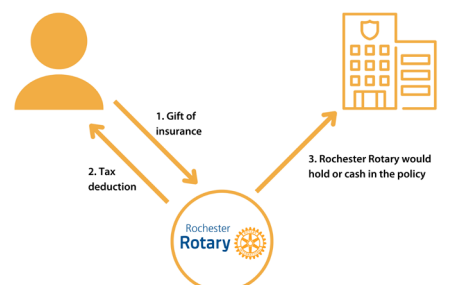 1. Gift of
insurance
2. Tax
deduction
3. Rochester Rotary would
hold or cash in the policy
Rochester
Rotary